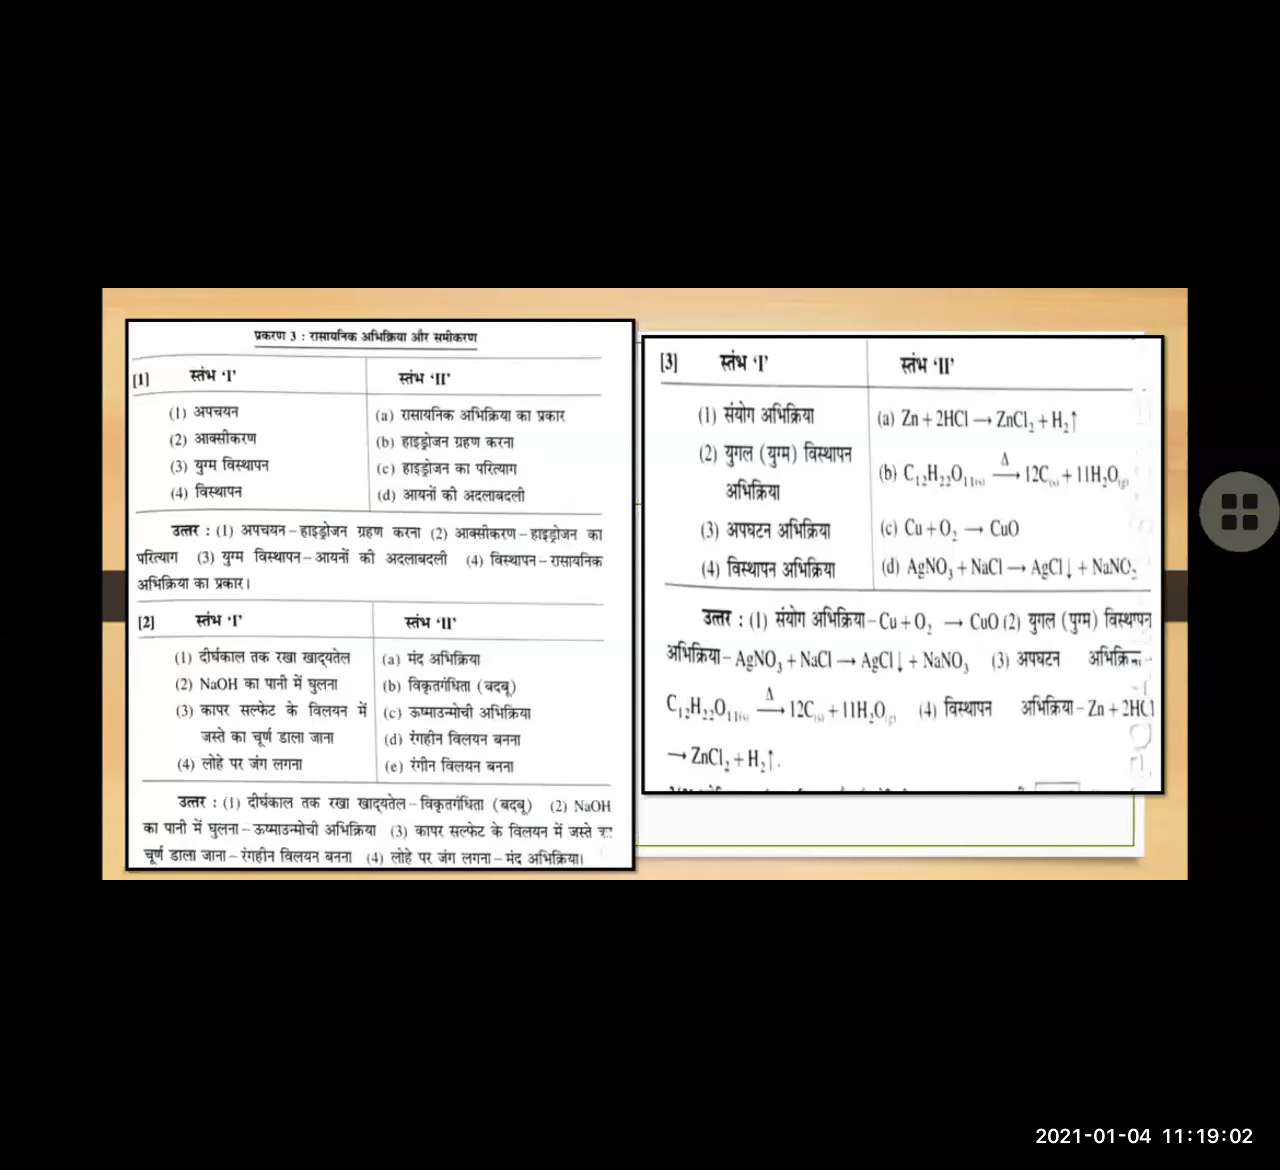 प्रकरण 3 : रासायनिक अभिक्रिया और समीकरण
[1] स्तंभ 'I' स्तंभ 'II'
(1) अपचयन (a) रासायनिक अभिक्रिया का प्रकार
(2) आक्सीकरण (b) हाइड्रोजन ग्रहण करना
(3) युग्म विस्थापन (c) हाइड्रोजन का परित्याग
(4) विस्थापन (d) आयनों की अदलाबदली
उत्तर : (1) अपचयन – हाइड्रोजन ग्रहण करना (2) आक्सीकरण – हाइड्रोजन का
परित्याग (3) युग्म विस्थापन – आयनों की अदलाबदली (4) विस्थापन – रासायनिक
अभिक्रिया का प्रकार।
[2] स्तंभ 'I' स्तंभ 'II'
(1) दीर्घकाल तक रखा खाद्यतेल (a) मंद अभिक्रिया
(2) NaOH का पानी में घुलना (b) विकृतगंधिता (बदबू)
(3) कापर सल्फेट के विलयन में (c) ऊष्माउन्मोची अभिक्रिया
जस्ते का चूर्ण डाला जाना (d) रंगहीन विलयन बनना
(4) लोहे पर जंग लगना (e) रंगीन विलयन बनना
उत्तर : (1) दीर्घकाल तक रखा खाद्यतेल – विकृतगंधिता (बदबू) (2) NaOH
का पानी में घुलना – ऊष्माउन्मोची अभिक्रिया (3) कापर सल्फेट के विलयन में जस्ते
चूर्ण डाला जाना – रंगहीन विलयन बनना (4) लोहे पर जंग लगना – मंद अभिक्रिया।
[3] स्तंभ 'I' स्तंभ 'II'
(1) संयोग अभिक्रिया (a) Zn + 2HCl → ZnCl₂ + H₂↑
(2) युगल (युग्म) विस्थापन
अभिक्रिया (b) C₁₂H₂₂O₁₁₍ₛ₎ —Δ→ 12C₍ₛ₎ + 11H₂O₍g₎
(3) अपघटन अभिक्रिया (c) Cu + O₂ → CuO
(4) विस्थापन अभिक्रिया (d) AgNO₃ + NaCl → AgCl↓ + NaNO₃
उत्तर : (1) संयोग अभिक्रिया – Cu + O₂ → CuO (2) युगल (युग्म) विस्थापन
अभिक्रिया – AgNO₃ + NaCl → AgCl↓ + NaNO₃ (3) अपघटन
C₁₂H₂₂O₁₁₍ₛ₎ —Δ→ 12C₍ₛ₎ + 11H₂O₍g₎ (4) विस्थापन अभिक्रिया – Zn + 2HCl
→ ZnCl₂ + H₂↑.
2021-01-04 11:19:02